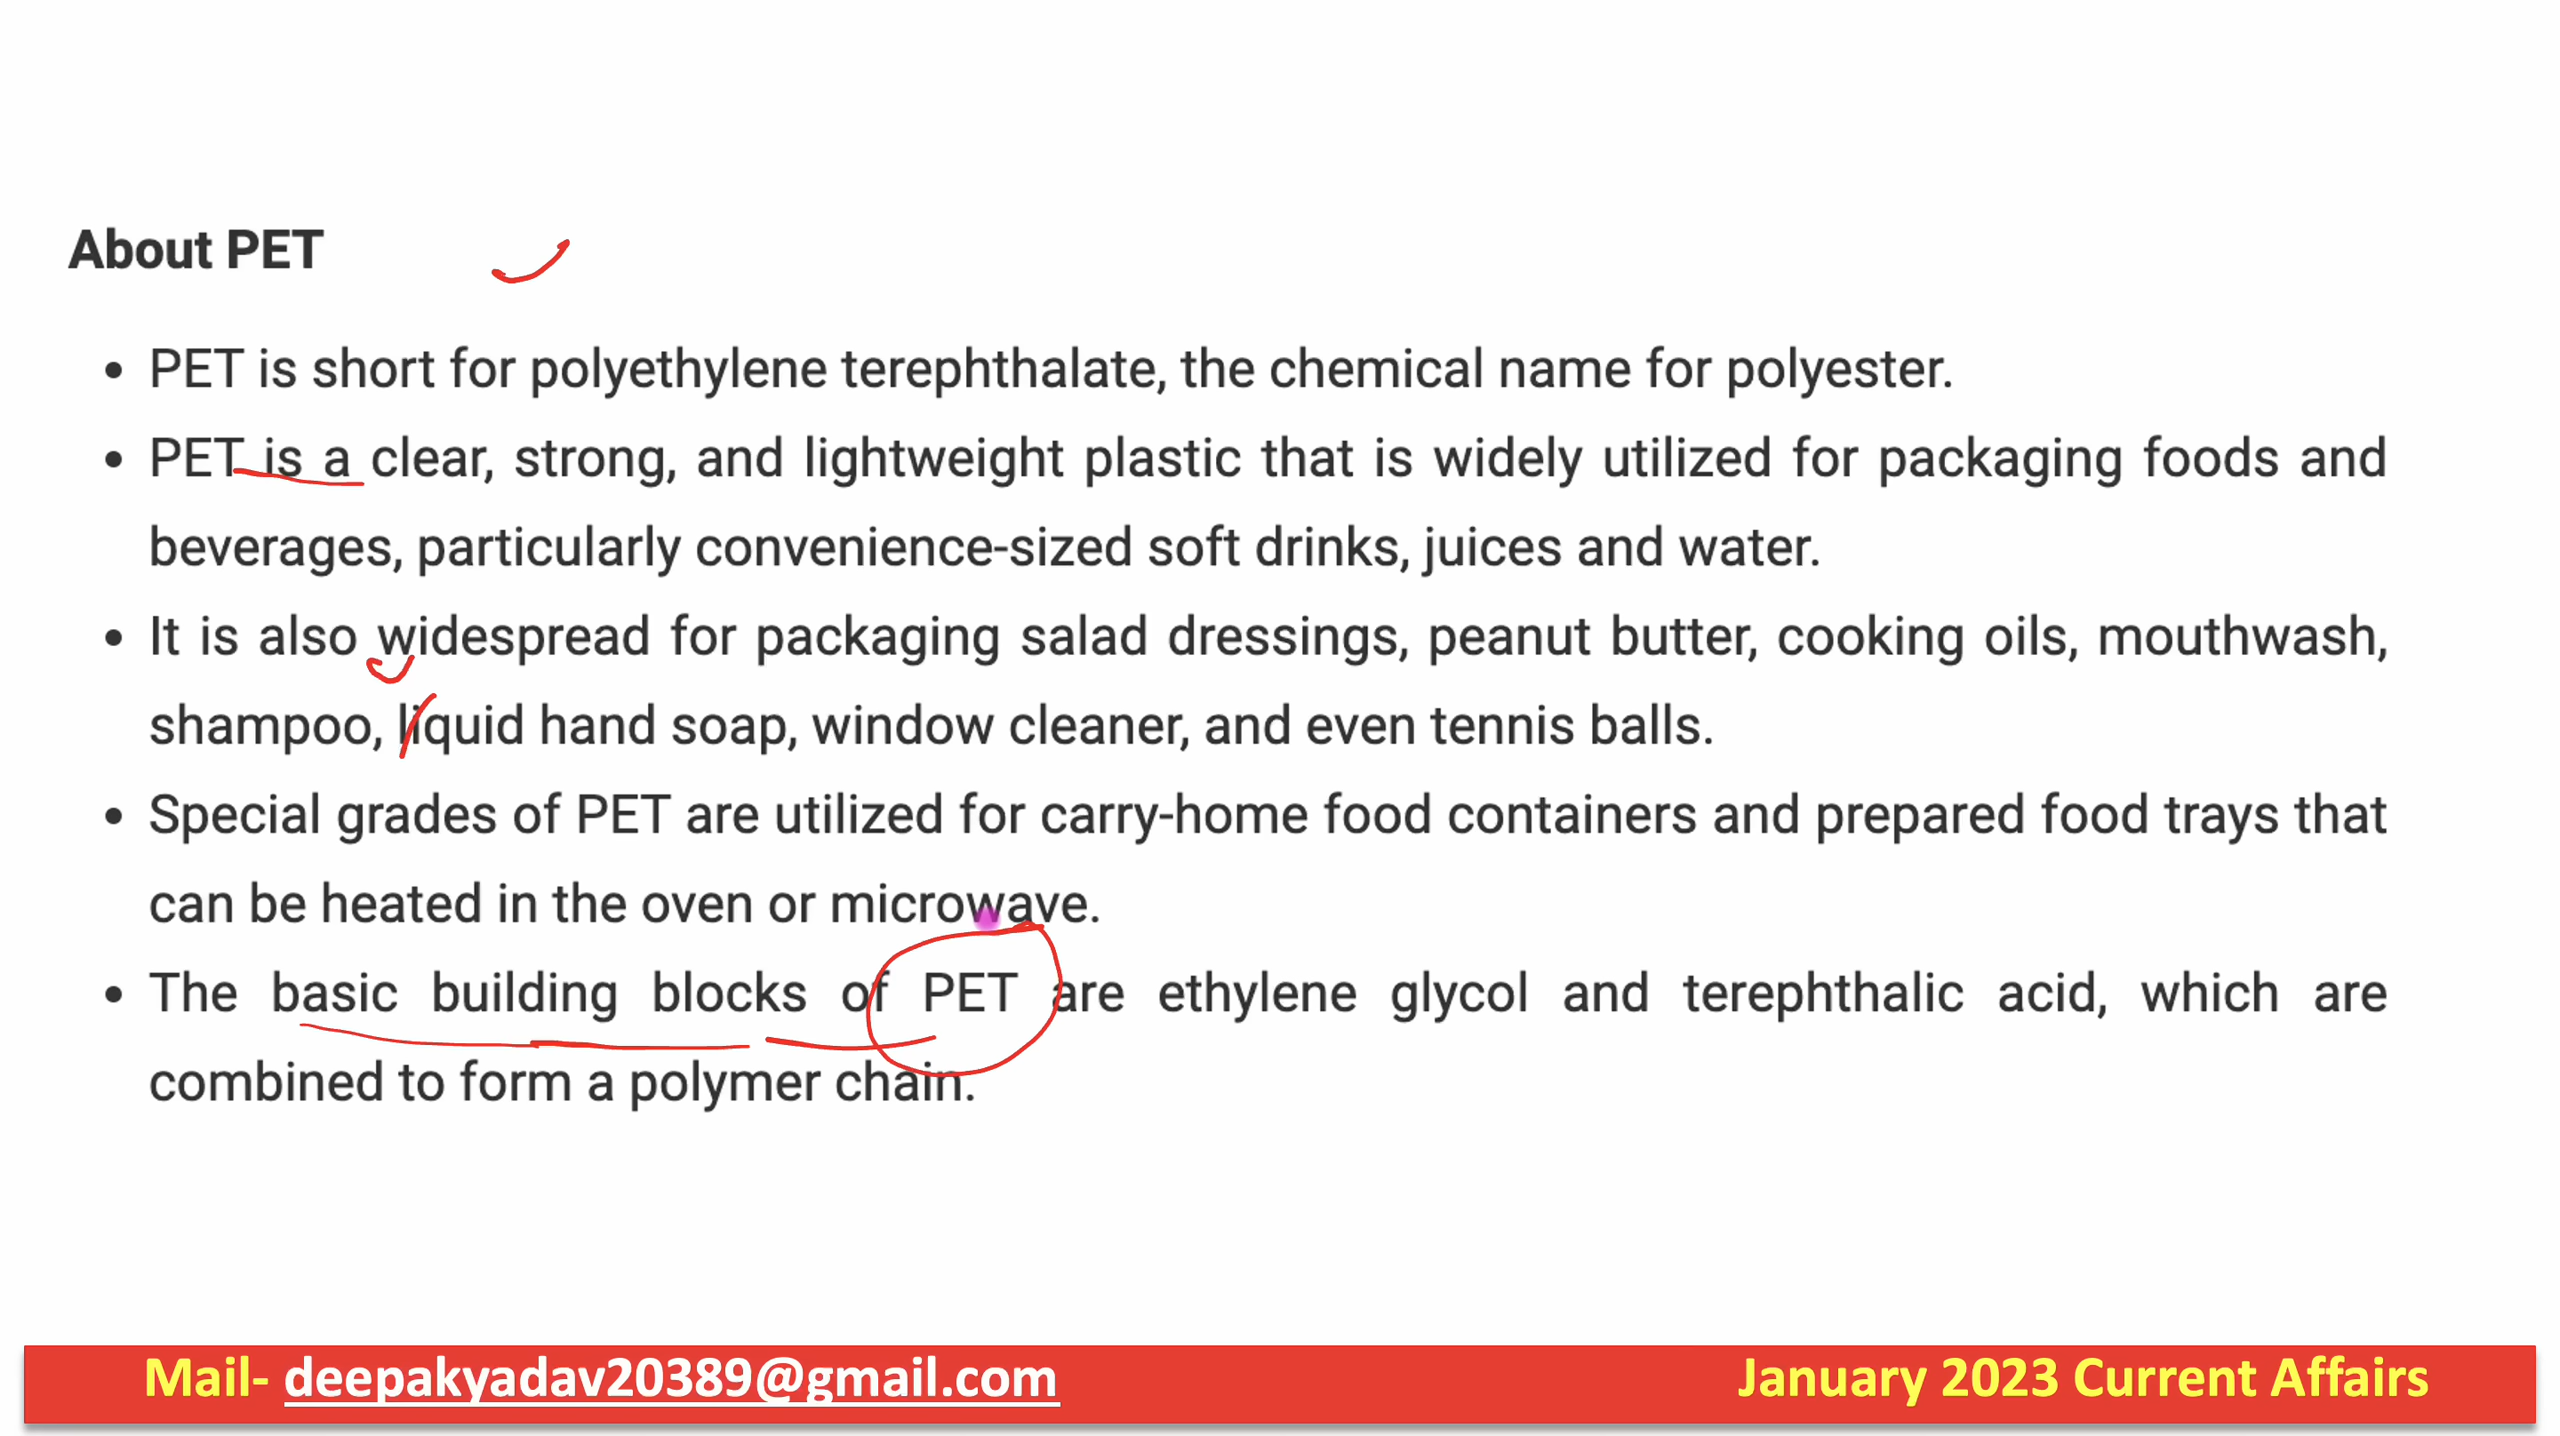 About PET
• PET is short for polyethylene terephthalate, the chemical name for polyester.
• PET is a clear, strong, and lightweight plastic that is widely utilized for packaging foods and
beverages, particularly convenience-sized soft drinks, juices and water.
• It is also widespread for packaging salad dressings, peanut butter, cooking oils, mouthwash,
shampoo, liquid hand soap, window cleaner, and even tennis balls.
• Special grades of PET are utilized for carry-home food containers and prepared food trays that
can be heated in the oven or microwave.
• The basic building blocks of PET are ethylene glycol and terephthalic acid, which are
combined to form a polymer chain.
Mail- deepakyadav20389@gmail.com
January 2023 Current Affairs